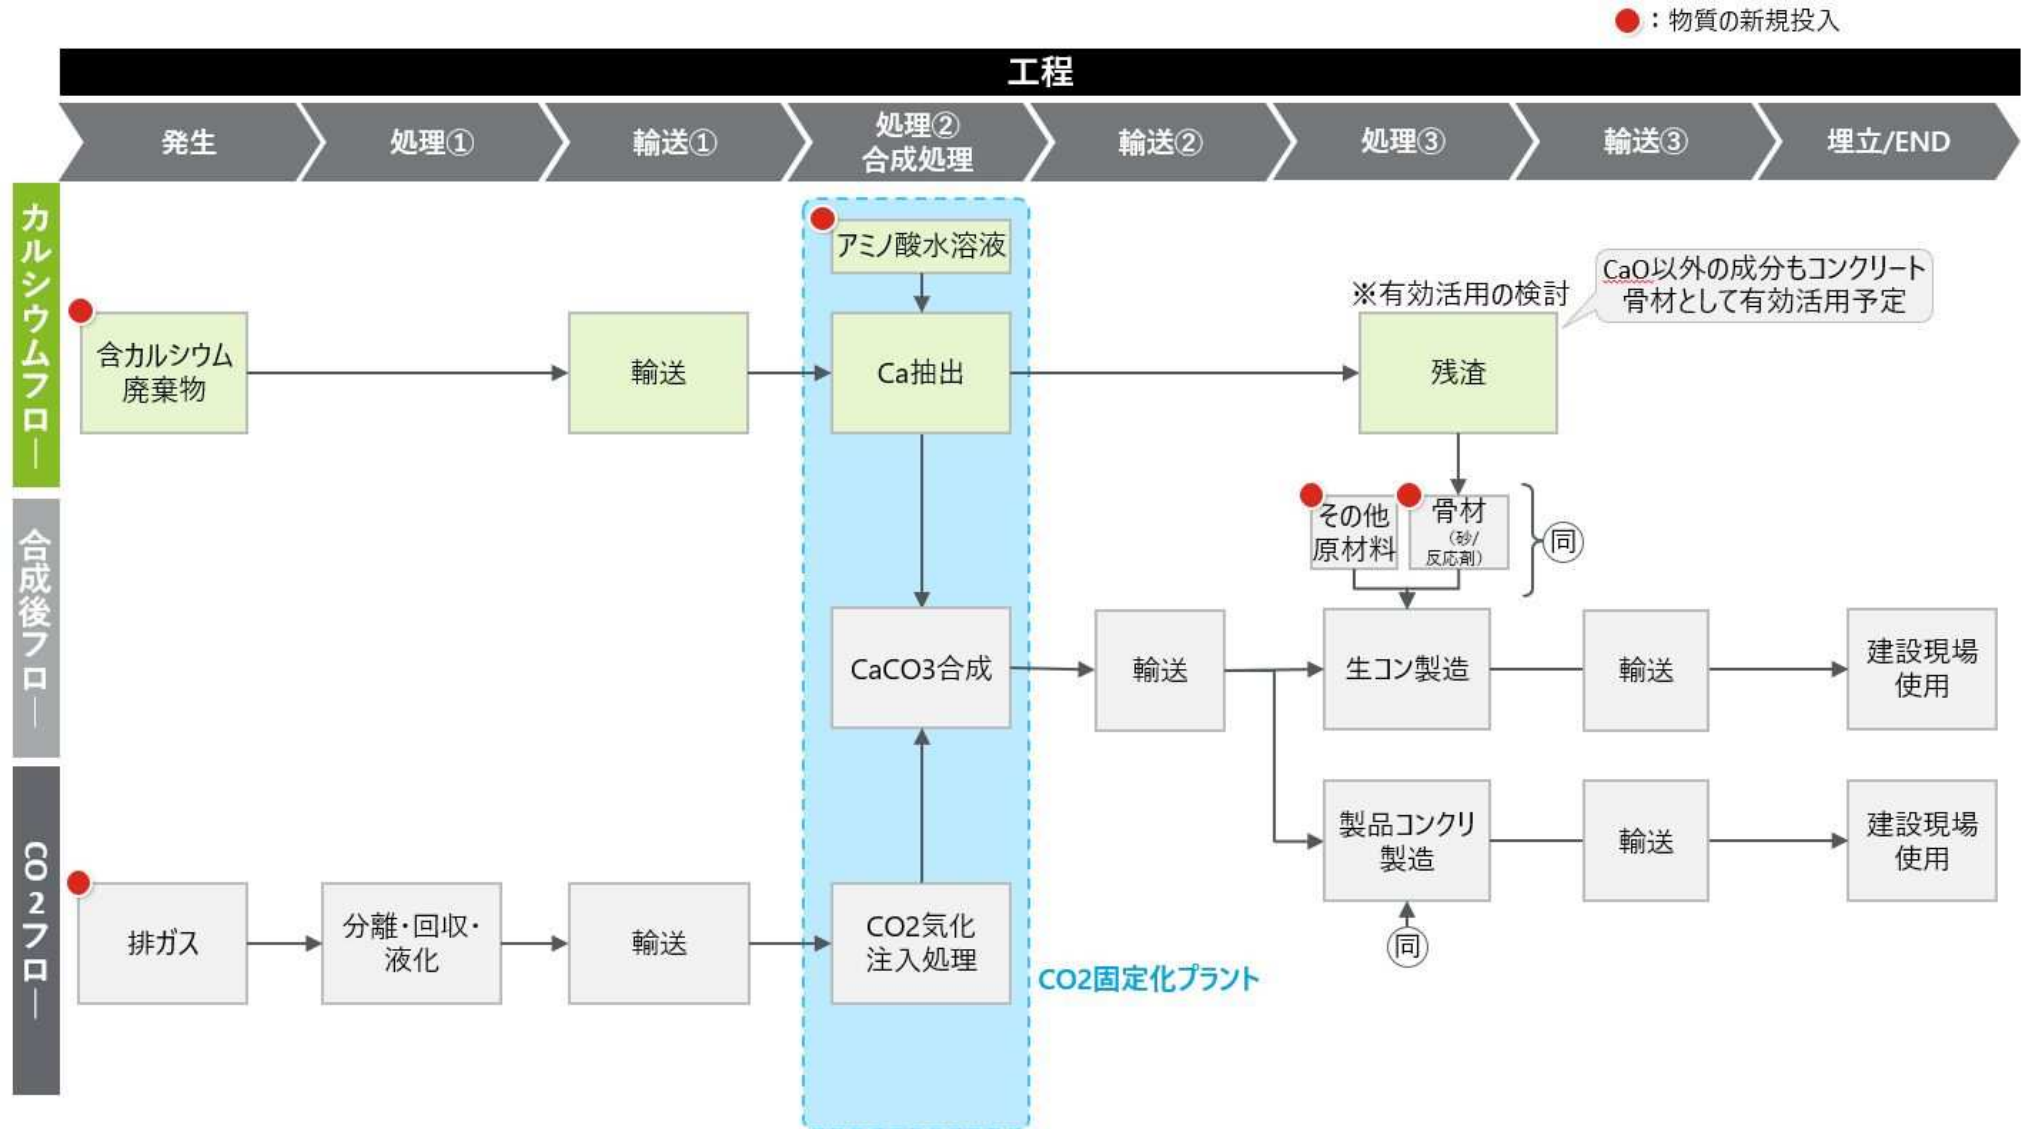 ：物質の新規投入
工程
発生
処理①
輸送①
処理②
合成処理
輸送②
処理③
輸送③
埋立/END
カルシウムフロー
アミノ酸水溶液
含カルシウム
廃棄物
輸送
Ca抽出
※有効活用の検討
CaO以外の成分もコンクリート
骨材として有効活用予定
残渣
合成後フロー
その他
原材料
骨材
（砂/
反応剤）
同
CaCO3合成
輸送
生コン製造
輸送
建設現場
使用
製品コンクリ
製造
輸送
建設現場
使用
同
CO2フロー
排ガス
分離・回収・
液化
輸送
CO2気化
注入処理
CO2固定化プラント